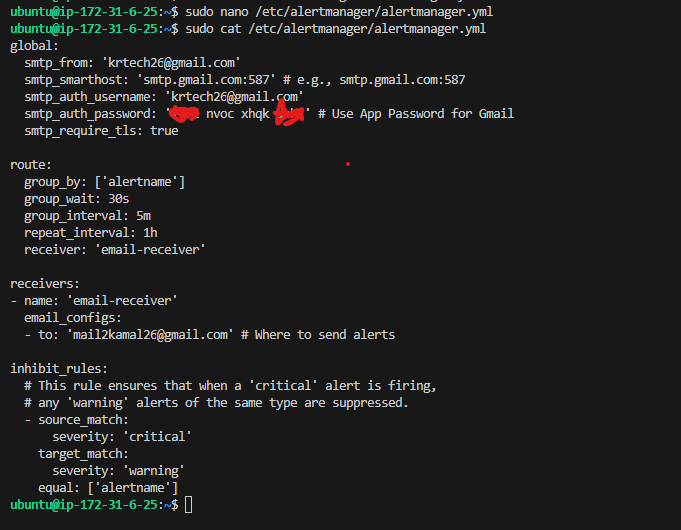 ubuntu@ip-172-31-6-25:~$ sudo nano /etc/alertmanager/alertmanager.yml
ubuntu@ip-172-31-6-25:~$ sudo cat /etc/alertmanager/alertmanager.yml
global:
  smtp_from: 'krtech26@gmail.com'
  smtp_smarthost: 'smtp.gmail.com:587' # e.g., smtp.gmail.com:587
  smtp_auth_username: 'krtech26@gmail.com'
  smtp_auth_password: ' nvoc xhqk ' # Use App Password for Gmail
  smtp_require_tls: true

route:
  group_by: ['alertname']
  group_wait: 30s
  group_interval: 5m
  repeat_interval: 1h
  receiver: 'email-receiver'

receivers:
- name: 'email-receiver'
  email_configs:
  - to: 'mail2kamal26@gmail.com' # Where to send alerts

inhibit_rules:
  # This rule ensures that when a 'critical' alert is firing,
  # any 'warning' alerts of the same type are suppressed.
  - source_match:
      severity: 'critical'
    target_match:
      severity: 'warning'
    equal: ['alertname']
ubuntu@ip-172-31-6-25:~$